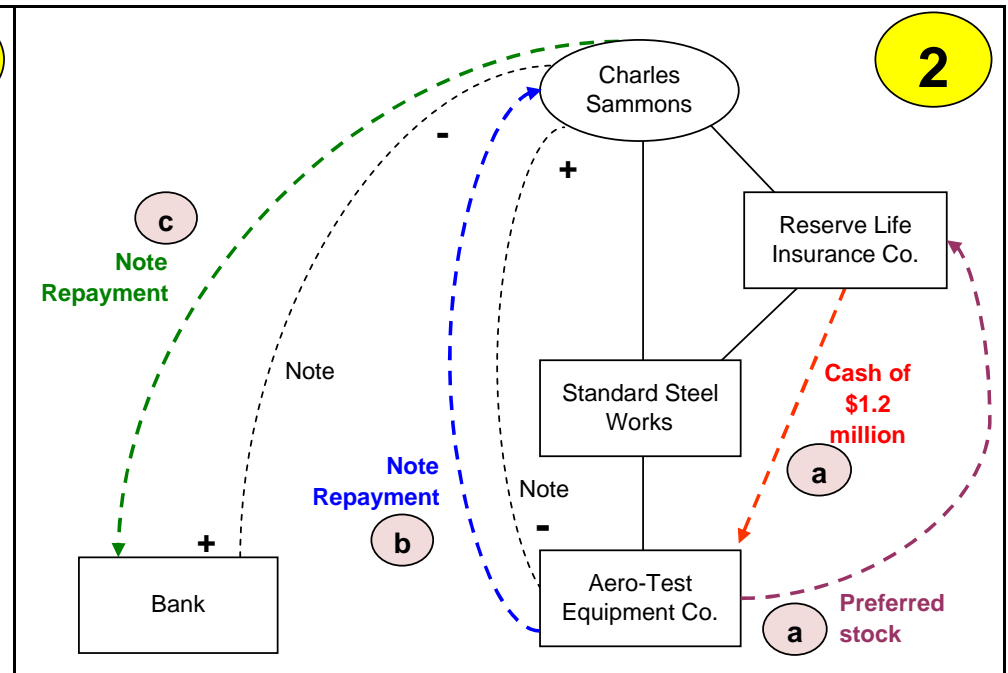 2
Charles
Sammons
-
+
c
Note
Repayment
Reserve Life
Insurance Co.
Note
Cash of
$1.2
million
a
Standard Steel
Works
Note
Repayment
b
Note
-
+
Bank
Aero-Test
Equipment Co.
Preferred
stock
a